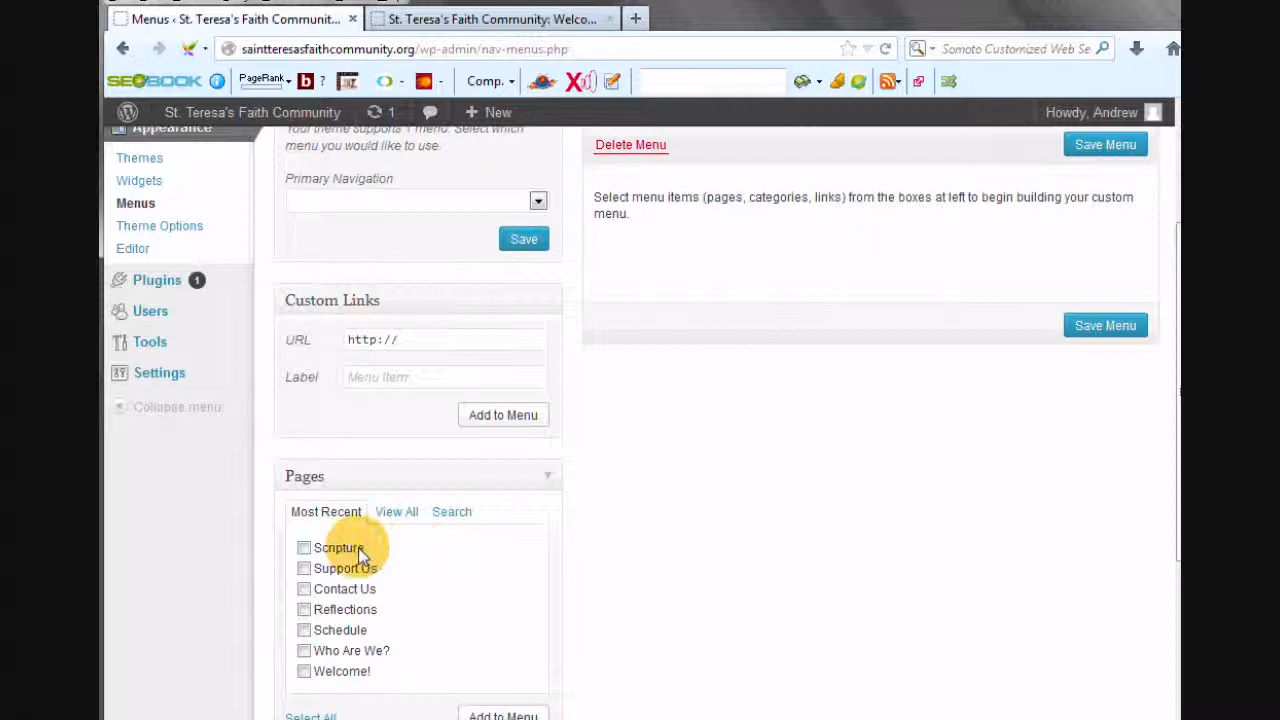 Menus ‹ St. Teresa's Faith Communit...
St. Teresa's Faith Community: Welco...
saintteresasfaithcommunity.org/wp-admin/nav-menus.php
Somoto Customized Web Se
SEOBOOK
PageRank
b
?
Comp.
St. Teresa's Faith Community
1
New
Howdy, Andrew
Appearance
Themes
Widgets
Menus
Theme Options
Editor
Plugins 1
Users
Tools
Settings
Collapse menu
Your theme supports 1 menu. Select which
menu you would like to use.
Primary Navigation
Save
Custom Links
URL
http://
Label
Menu Item
Add to Menu
Pages
Most Recent
View All
Search
Scripture
Support Us
Contact Us
Reflections
Schedule
Who Are We?
Welcome!
Select All
Add to Menu
Delete Menu
Save Menu
Select menu items (pages, categories, links) from the boxes at left to begin building your custom
menu.
Save Menu